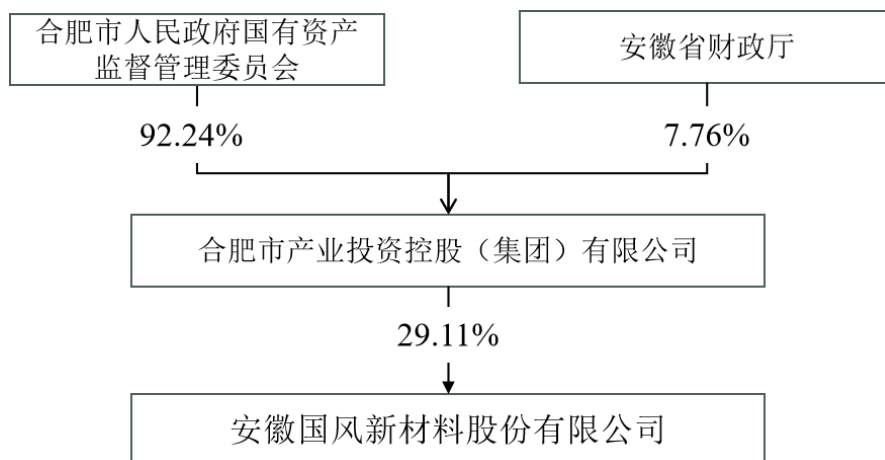 合肥市人民政府国有资产
监督管理委员会
安徽省财政厅
92.24%
7.76%
合肥市产业投资控股（集团）有限公司
29.11%
安徽国风新材料股份有限公司